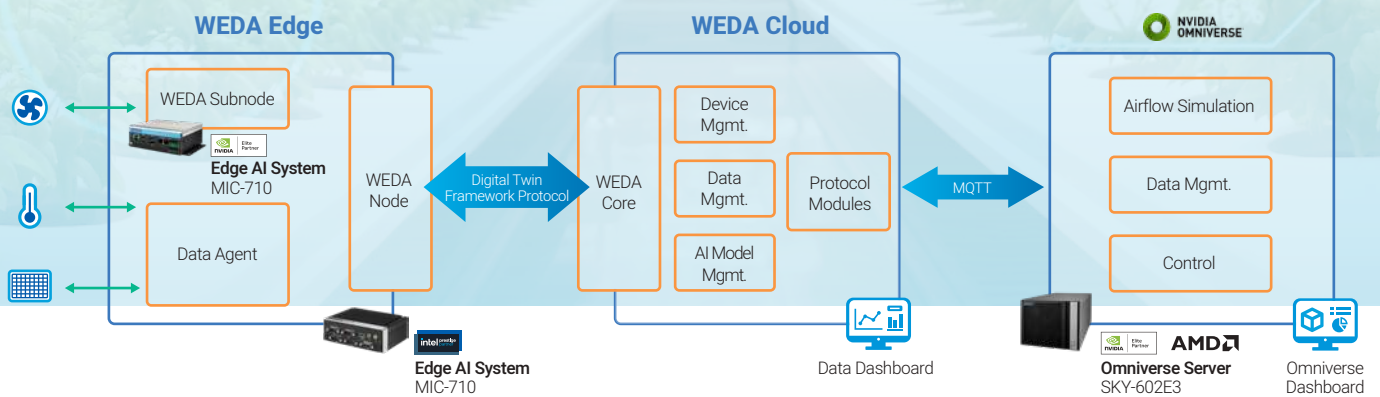 WEDA Edge
WEDA Subnode
NVIDIA
Elite
Partner
Edge AI System
MIC-710
Data Agent
WEDA
Node
intel
Edge AI System
MIC-710
Digital Twin
Framework Protocol
WEDA Cloud
WEDA
Core
Device
Mgmt.
Data
Mgmt.
AI Model
Mgmt.
Protocol
Modules
Data Dashboard
MQTT
NVIDIA
OMNIVERSE
Airflow Simulation
Data Mgmt.
Control
NVIDIA
Elite
Partner
AMD
Omniverse Server
SKY-602E3
Omniverse
Dashboard